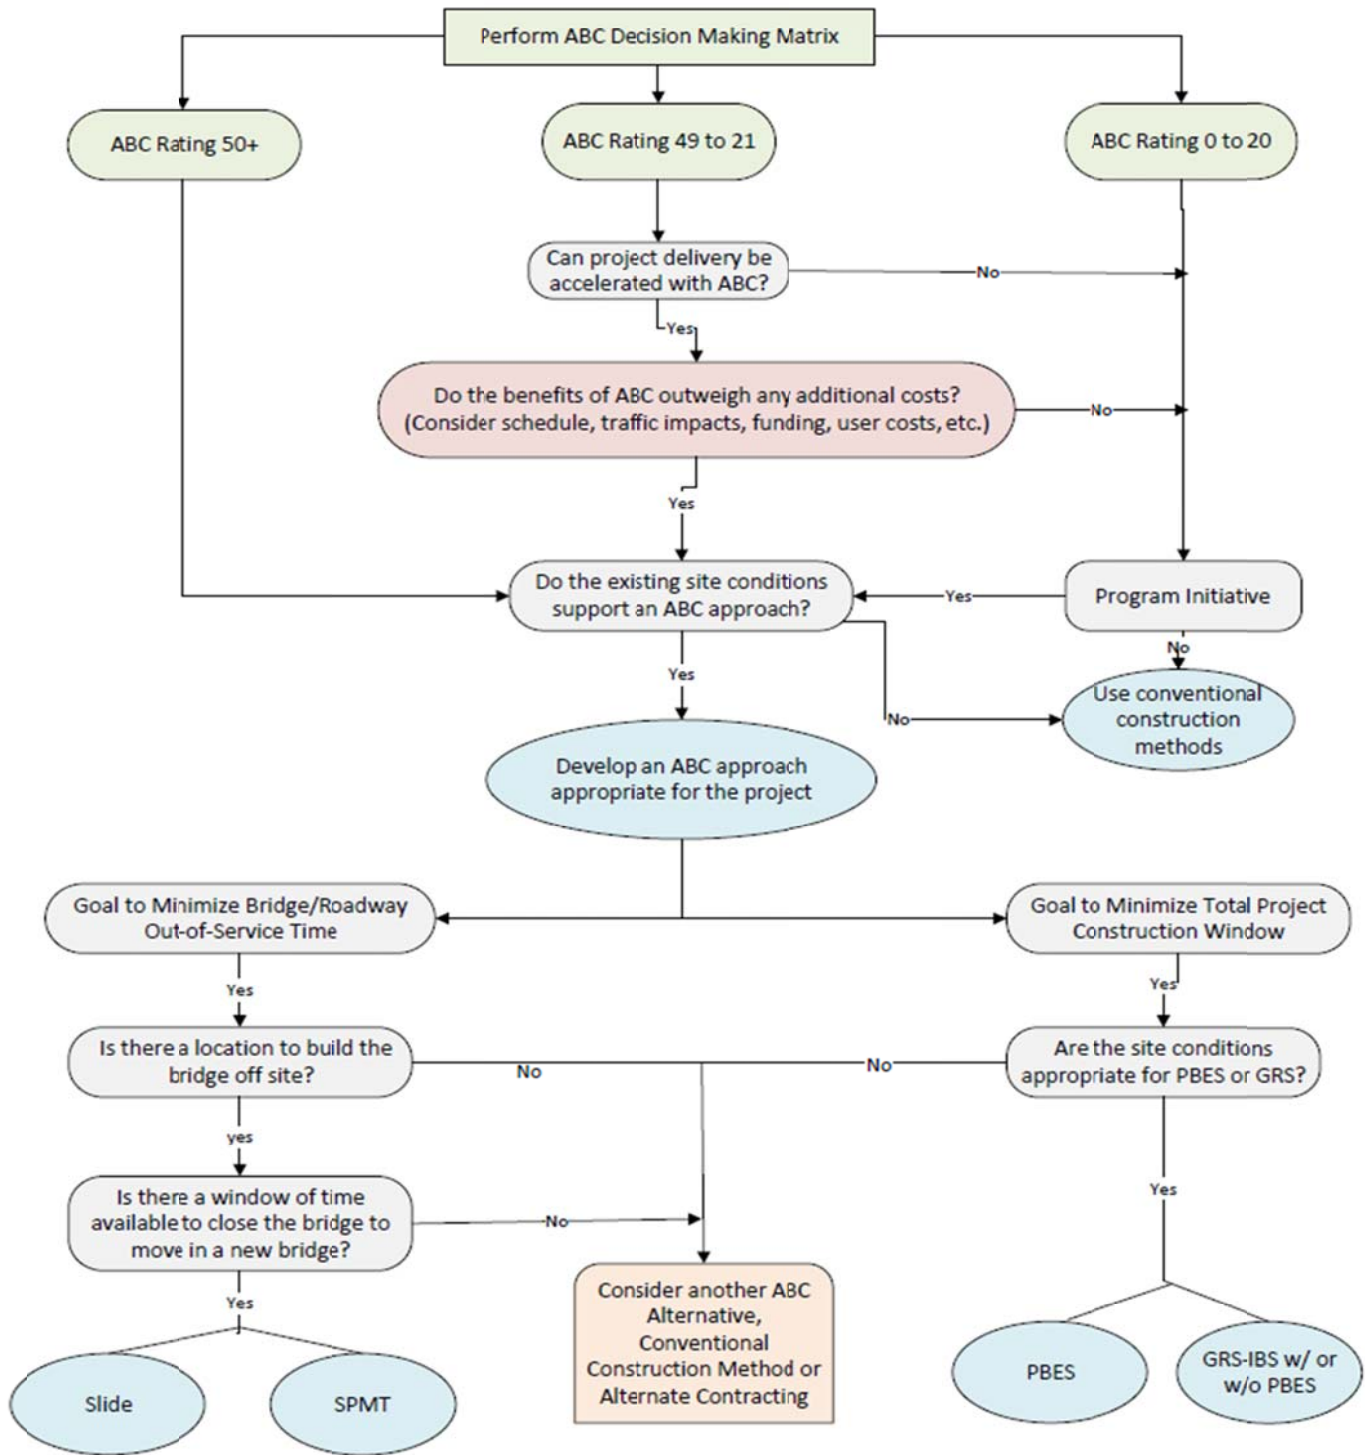 Perform ABC Decision Making Matrix
ABC Rating 50+
ABC Rating 49 to 21
ABC Rating 0 to 20
Can project delivery be
accelerated with ABC?
No
Yes
Do the benefits of ABC outweigh any additional costs?
(Consider schedule, traffic impacts, funding, user costs, etc.)
No
Yes
Do the existing site conditions
support an ABC approach?
Yes
Program Initiative
No
Yes
No
Use conventional
construction
methods
Develop an ABC approach
appropriate for the project
Goal to Minimize Bridge/Roadway
Out-of-Service Time
Goal to Minimize Total Project
Construction Window
Yes
Yes
Is there a location to build the
bridge off site?
No
No
Are the site conditions
appropriate for PBES or GRS?
yes
Yes
Is there a window of time
available to close the bridge to
move in a new bridge?
No
Yes
Consider another ABC
Alternative,
Conventional
Construction Method or
Alternate Contracting
Slide
SPMT
PBES
GRS-IBS w/ or
w/o PBES